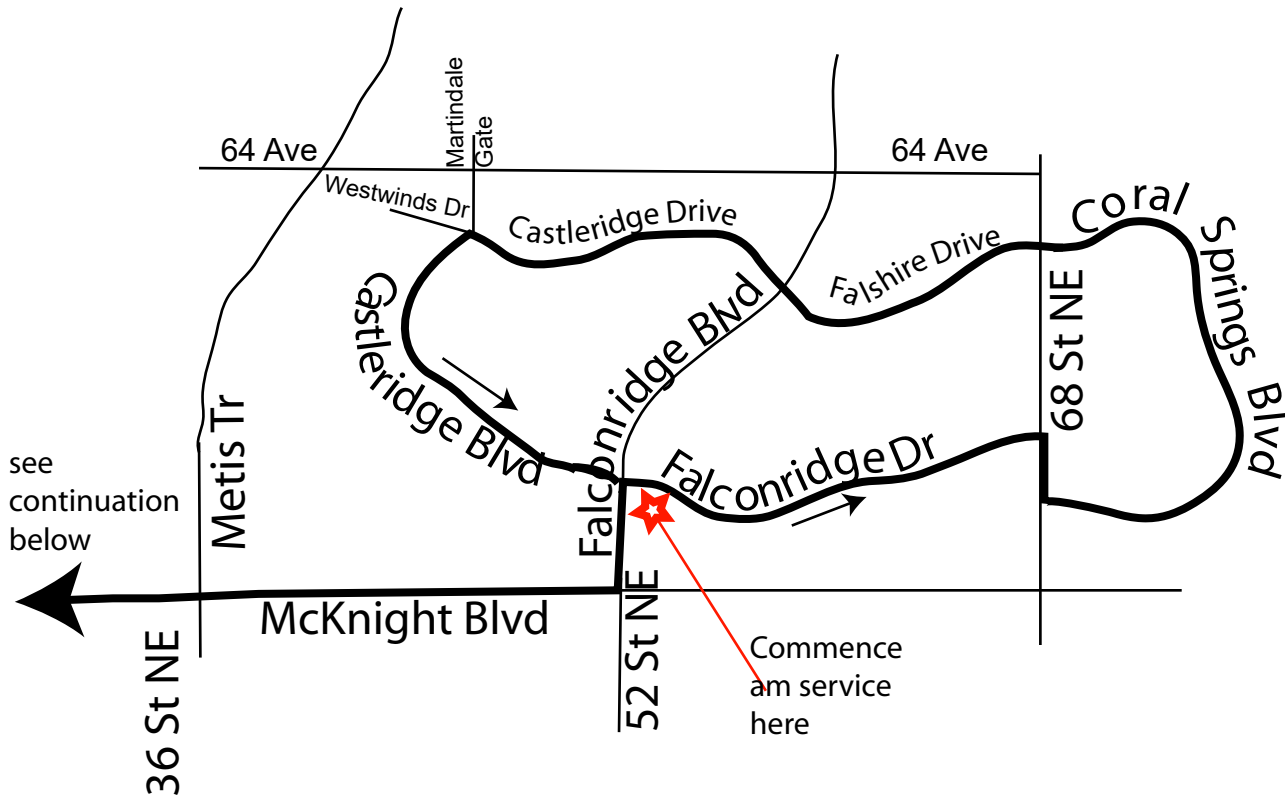 64 Ave
Martindale
Gate
64 Ave
Westwinds Dr
Castleridge Drive
Coral
Springs Blvd
Falshire Drive
Castleridge Blvd
Falconridge Blvd
68 St NE
Metis Tr
Falconridge Dr
see
continuation
below
McKnight Blvd
36 St NE
52 St NE
Commence
am service
here